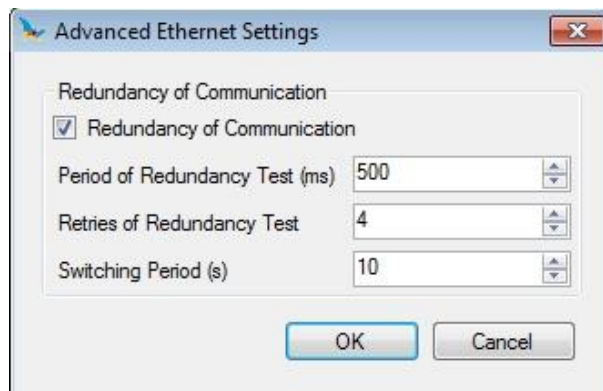 Advanced Ethernet Settings
Redundancy of Communication
Redundancy of Communication
Period of Redundancy Test (ms) 500
Retries of Redundancy Test 4
Switching Period (s) 10
OK Cancel